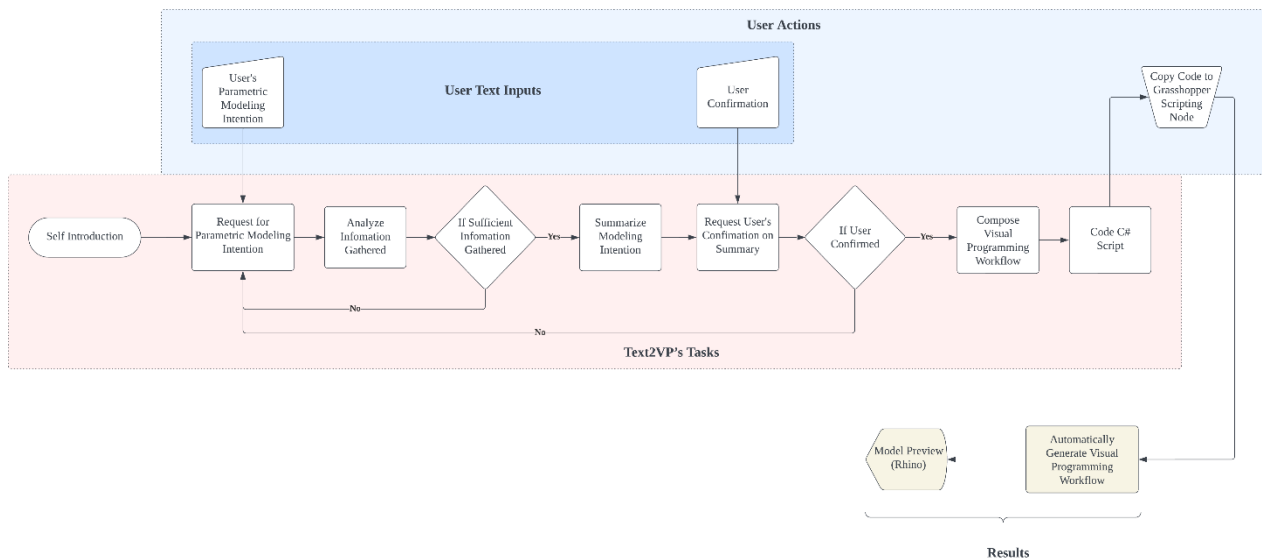 User Actions
User's
Parametric
Modeling
Intention
User Text Inputs
User
Confirmation
Copy Code to
Grasshopper
Scripting
Node
Self Introduction
Request for
Parametric Modeling
Intention
Analyze
Infomation
Gathered
If Sufficient
Infomation
Gathered
Yes
Summarize
Modeling
Intention
Request User's
Confimation on
Summary
If User
Confirmed
Yes
Compose
Visual
Programming
Workflow
Code C#
Script
No
No
Text2VP's Tasks
Model Preview
(Rhino)
Automatically
Generate Visual
Programming
Workflow
Results